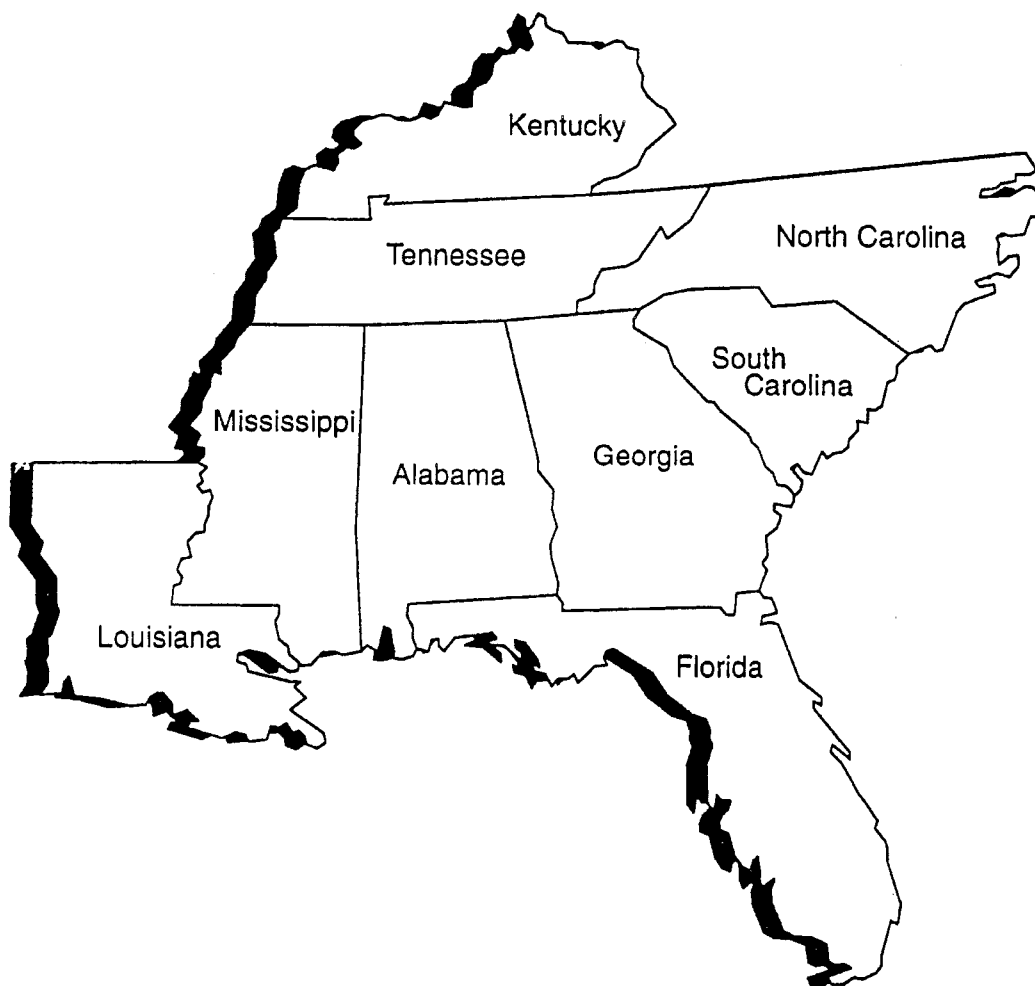 Kentucky
North Carolina
Tennessee
South
Carolina
Mississippi
Georgia
Alabama
Louisiana
Florida